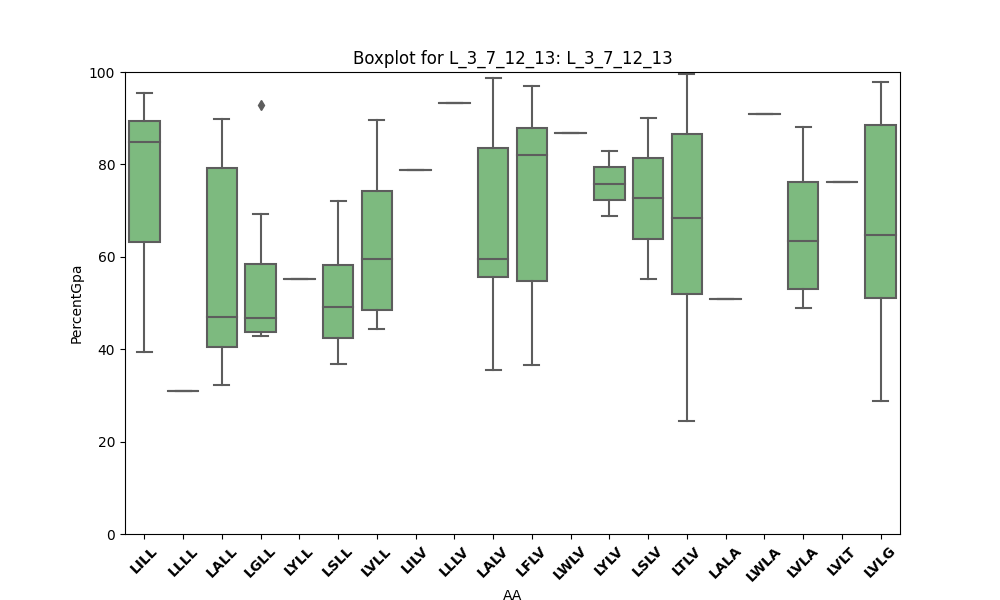 Boxplot for L_3_7_12_13: L_3_7_12_13
100
80
60
40
20
0
PercentGpa
LILL LLLL LALL LGLL LYLL LSLL LVLL LILV LLLV LALV LFLV LWLV LYLV LSLV LTLV LALA LWLA LVLA LVLT LVLG
AA